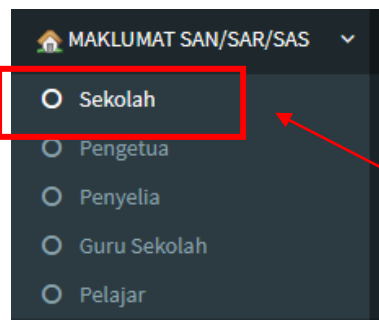 MAKLUMAT SAN/SAR/SAS
Sekolah
Pengetua
Penyelia
Guru Sekolah
Pelajar